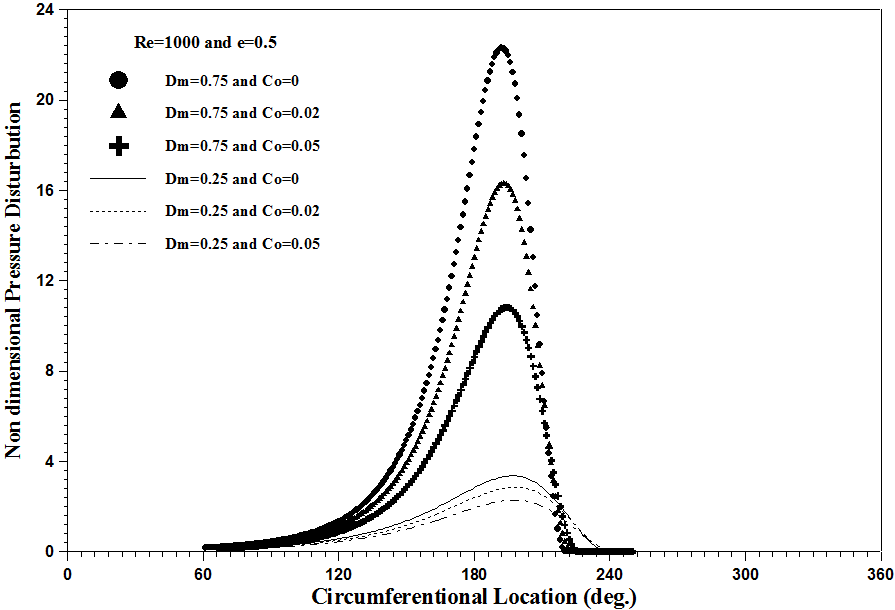 24
20
16
12
8
4
0
Non dimensional Pressure Disturbution
Re=1000 and e=0.5
Dm=0.75 and Co=0
Dm=0.75 and Co=0.02
Dm=0.75 and Co=0.05
Dm=0.25 and Co=0
Dm=0.25 and Co=0.02
Dm=0.25 and Co=0.05
0 60 120 180 240 300 360
Circumferentional Location (deg.)